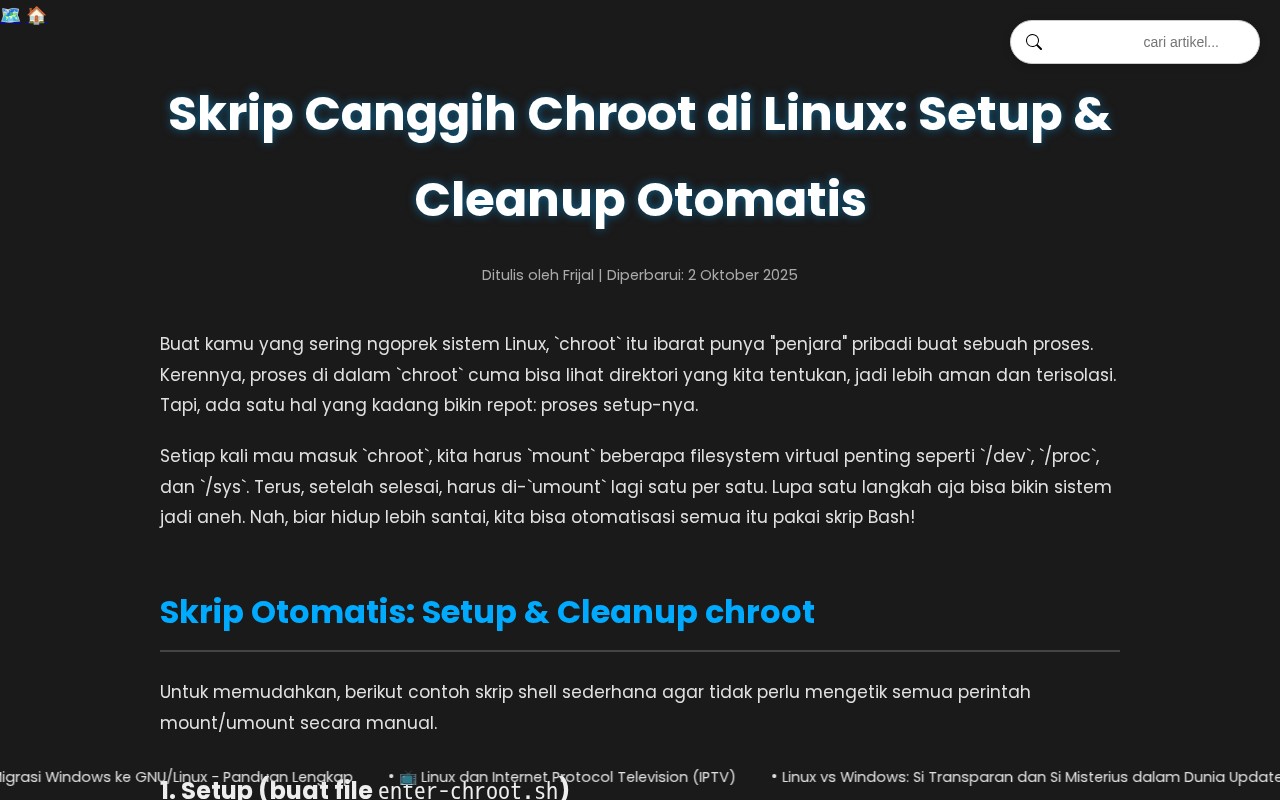 cari artikel...
Skrip Canggih Chroot di Linux: Setup &
Cleanup Otomatis
Ditulis oleh Frijal | Diperbarui: 2 Oktober 2025
Buat kamu yang sering ngoprek sistem Linux, `chroot` itu ibarat punya "penjara" pribadi buat sebuah proses.
Kerennya, proses di dalam `chroot` cuma bisa lihat direktori yang kita tentukan, jadi lebih aman dan terisolasi.
Tapi, ada satu hal yang kadang bikin repot: proses setup-nya.
Setiap kali mau masuk `chroot`, kita harus `mount` beberapa filesystem virtual penting seperti `/dev`, `/proc`,
dan `/sys`. Terus, setelah selesai, harus di-`umount` lagi satu per satu. Lupa satu langkah aja bisa bikin sistem
jadi aneh. Nah, biar hidup lebih santai, kita bisa otomatisasi semua itu pakai skrip Bash!
Skrip Otomatis: Setup & Cleanup chroot
Untuk memudahkan, berikut contoh skrip shell sederhana agar tidak perlu mengetik semua perintah
mount/umount secara manual.
igrasi Windows ke GNU/Linux - Panduan Lengkap • 📺 Linux dan Internet Protocol Television (IPTV) • Linux vs Windows: Si Transparan dan Si Misterius dalam Dunia Update
1. Setup (buat file enter-chroot.sh)